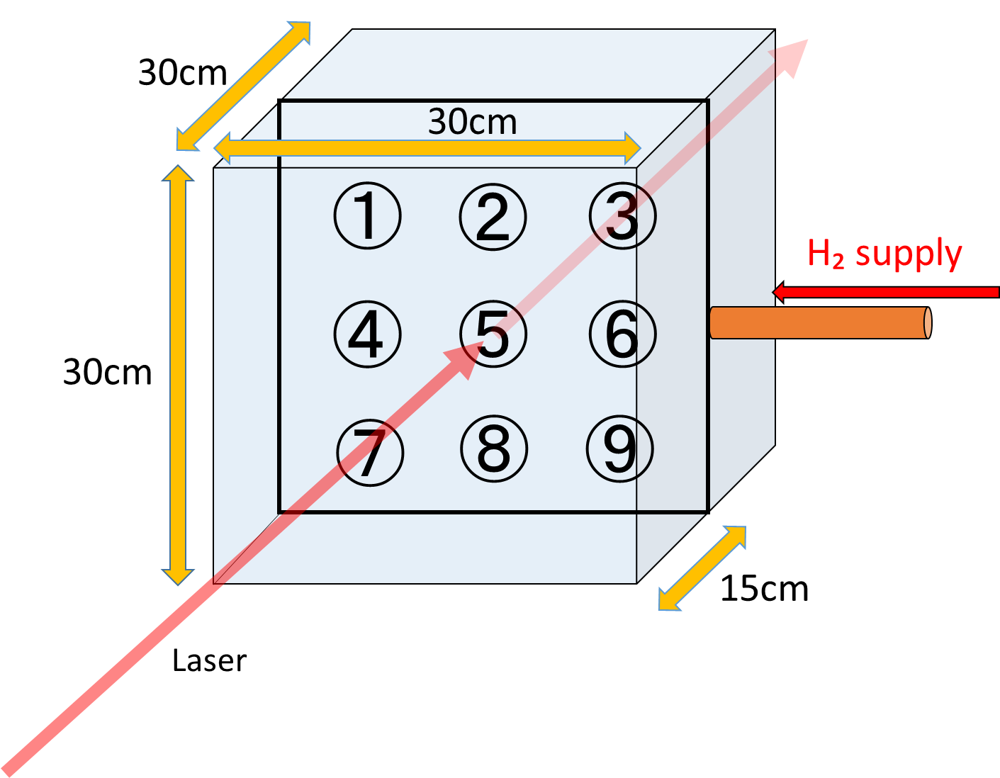 30cm
30cm
① ② ③
H₂ supply
④ ⑤ ⑥
30cm
⑦ ⑧ ⑨
15cm
Laser